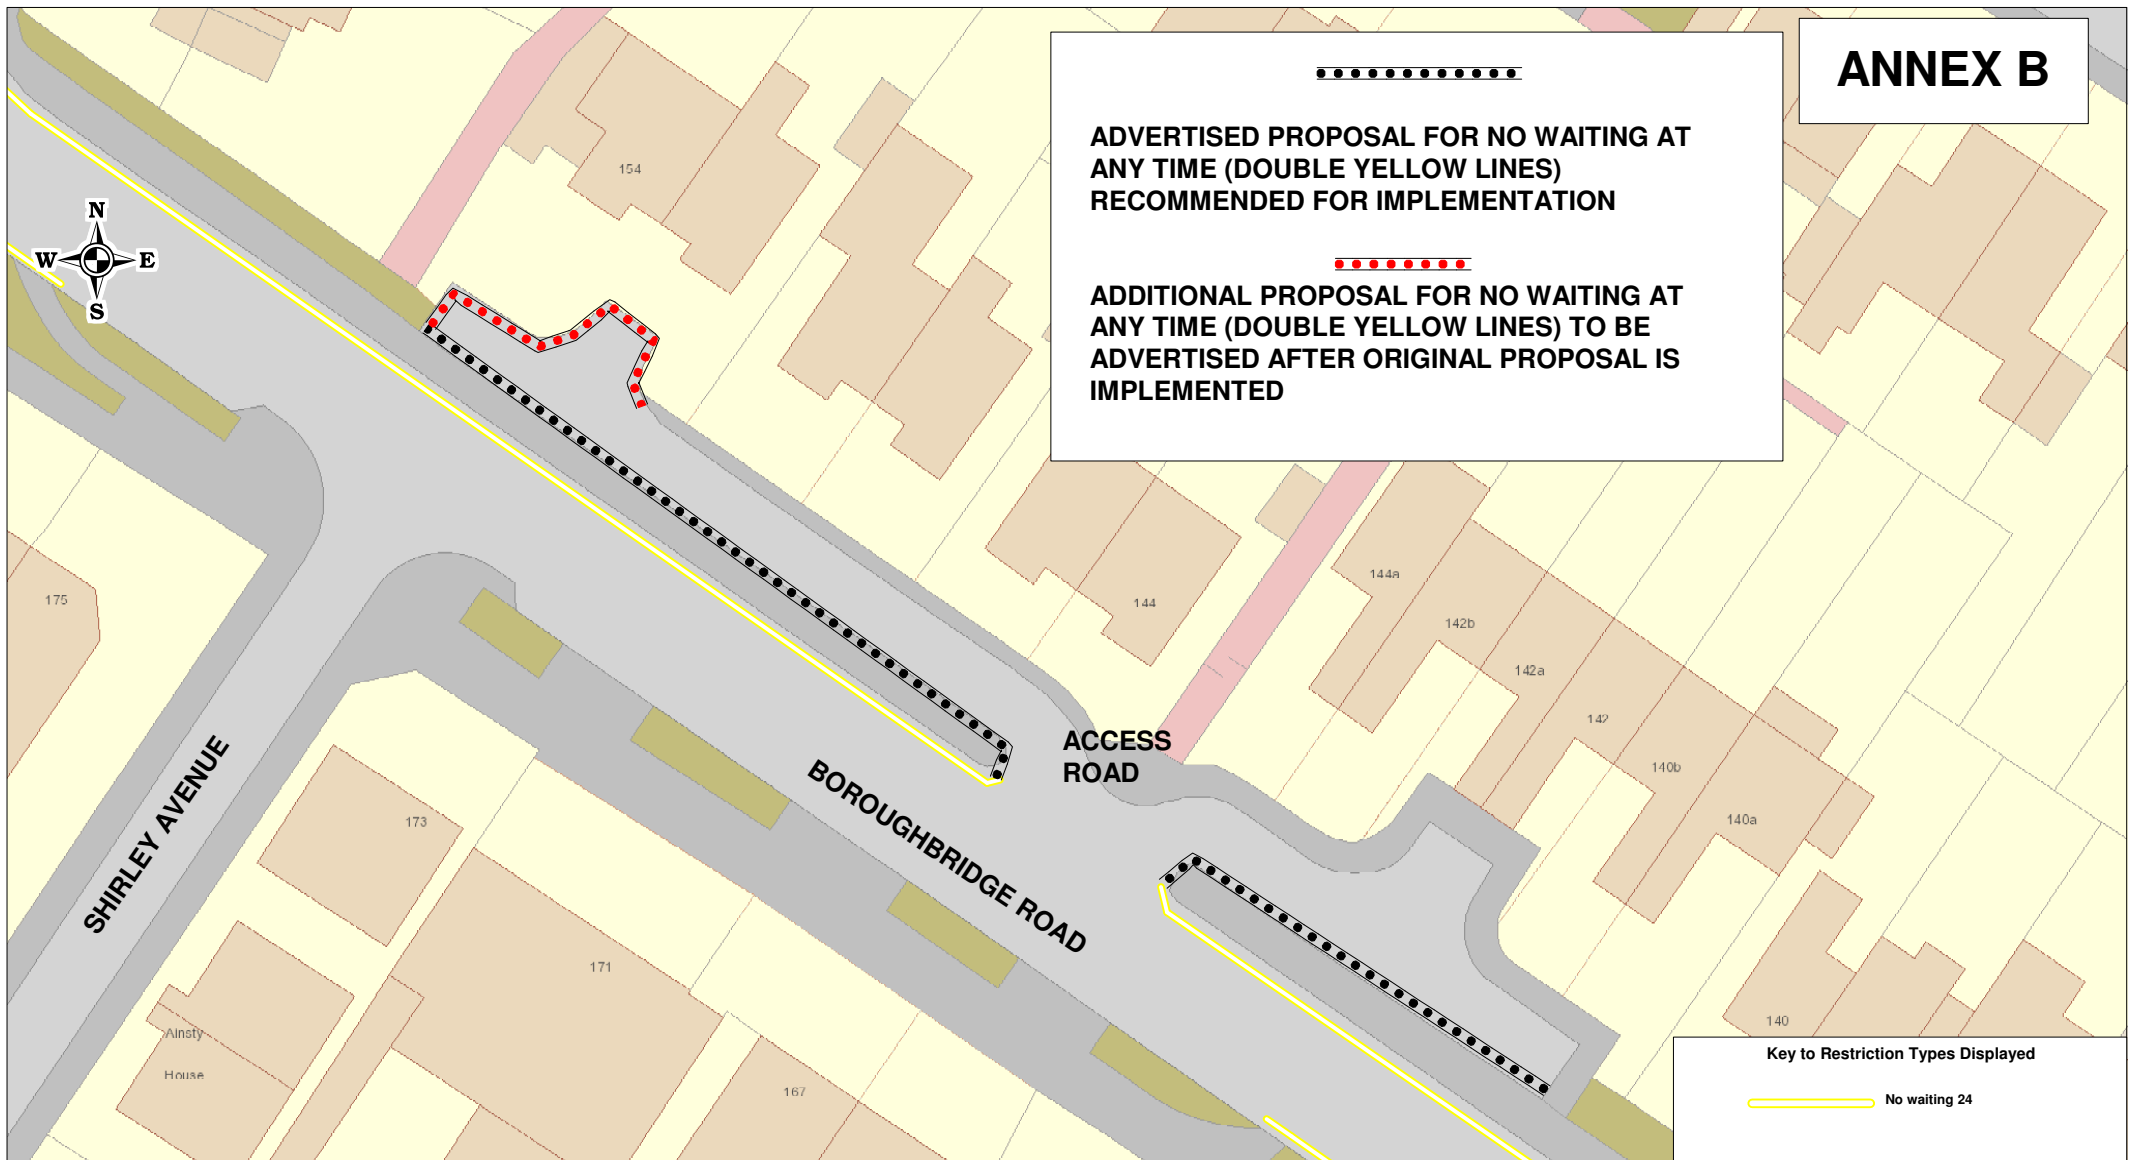 ANNEX B
ADVERTISED PROPOSAL FOR NO WAITING AT
ANY TIME (DOUBLE YELLOW LINES)
RECOMMENDED FOR IMPLEMENTATION
ADDITIONAL PROPOSAL FOR NO WAITING AT
ANY TIME (DOUBLE YELLOW LINES) TO BE
ADVERTISED AFTER ORIGINAL PROPOSAL IS
IMPLEMENTED
154
N
W E
S
175
144
144a
142b
142a
142
140b
140a
140
ACCESS
ROAD
BOROUGHBRIDGE ROAD
SHIRLEY AVENUE
173
171
167
Ainsty
House
Key to Restriction Types Displayed
No waiting 24